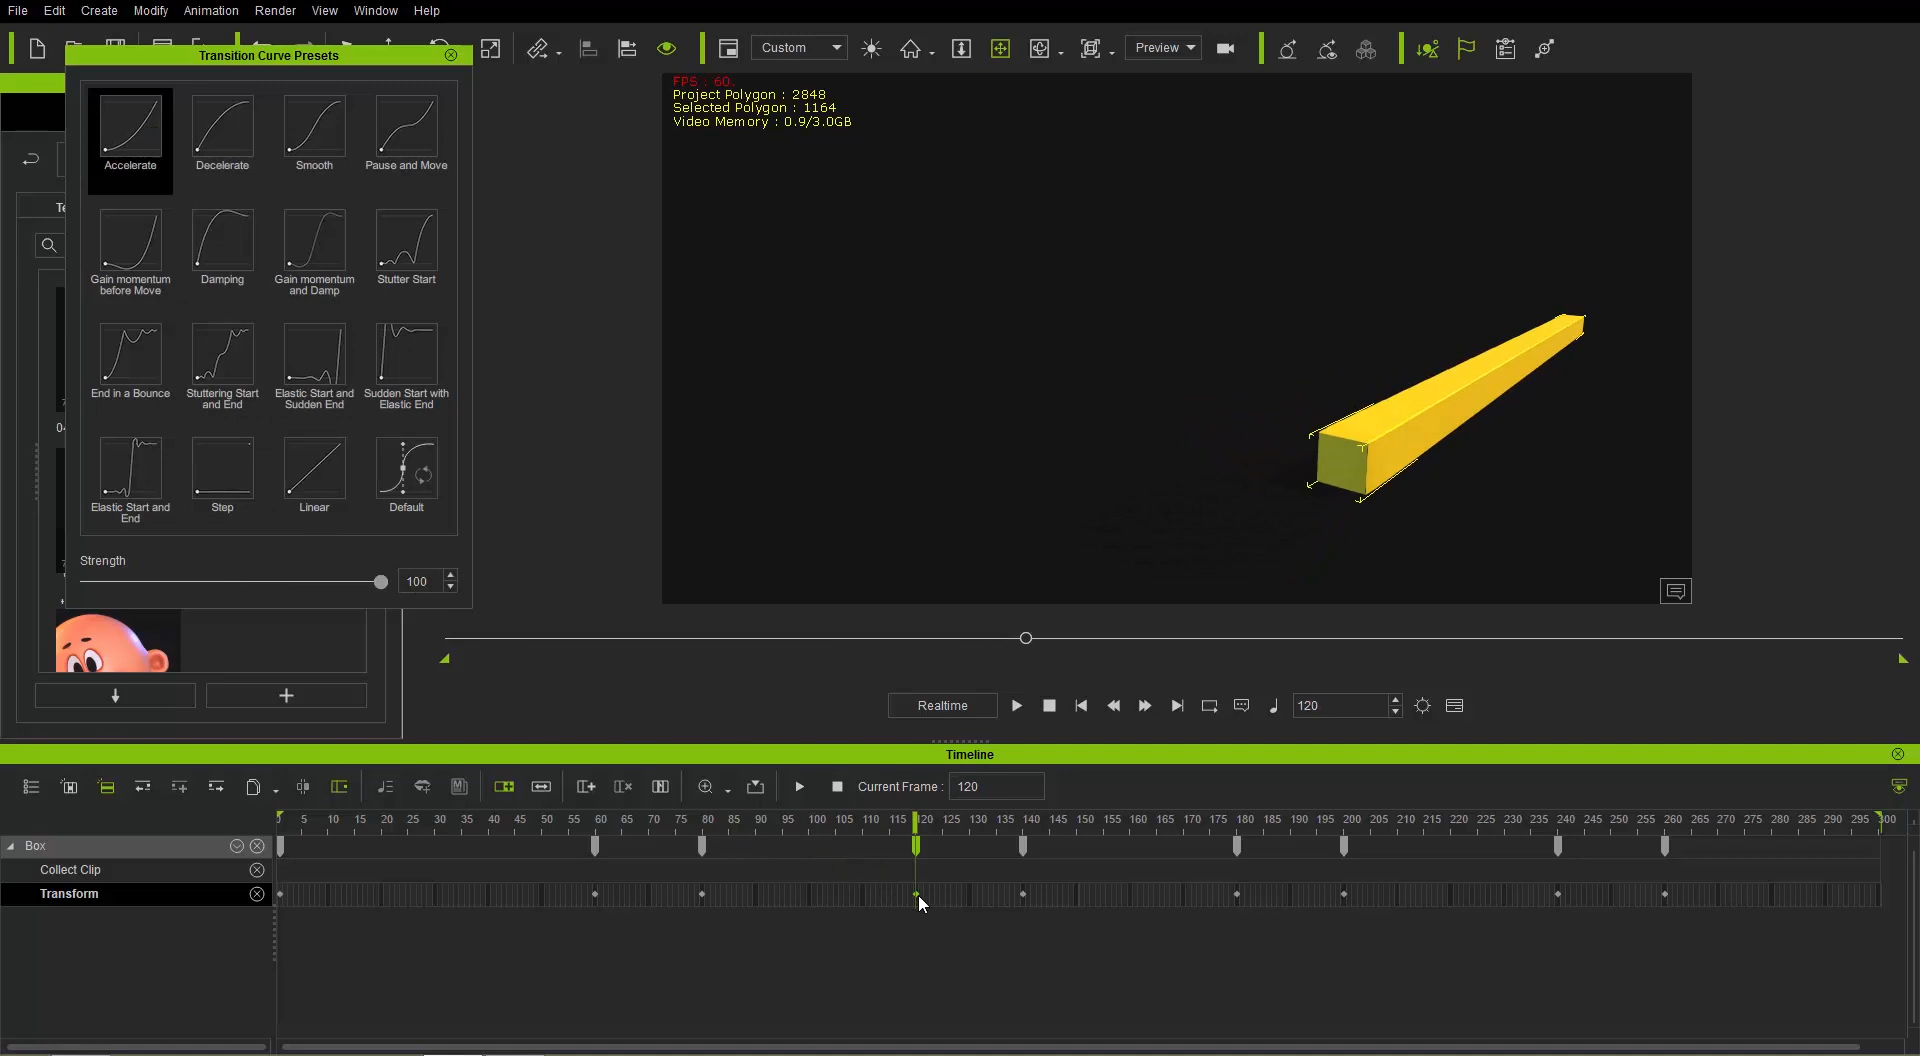 File Edit Create Modify Animation Render View Window Help
Custom
Preview
Transition Curve Presets
FPS : 60.
Project Polygon : 2848
Selected Polygon : 1164
Video Memory : 0.9/3.0GB
Accelerate Decelerate Smooth Pause and Move
Gain momentum before Move Damping Gain momentum and Damp Stutter Start
End in a Bounce Stuttering Start and End Elastic Start and Sudden End Sudden Start with Elastic End
Elastic Start and End Step Linear Default
Strength
100
Realtime
120
Timeline
Current Frame : 120
5 10 15 20 25 30 35 40 45 50 55 60 65 70 75 80 85 90 95 100 105 110 115 120 125 130 135 140 145 150 155 160 165 170 175 180 185 190 195 200 205 210 215 220 225 230 235 240 245 250 255 260 265 270 275 280 285 290 295 300
Box
Collect Clip
Transform